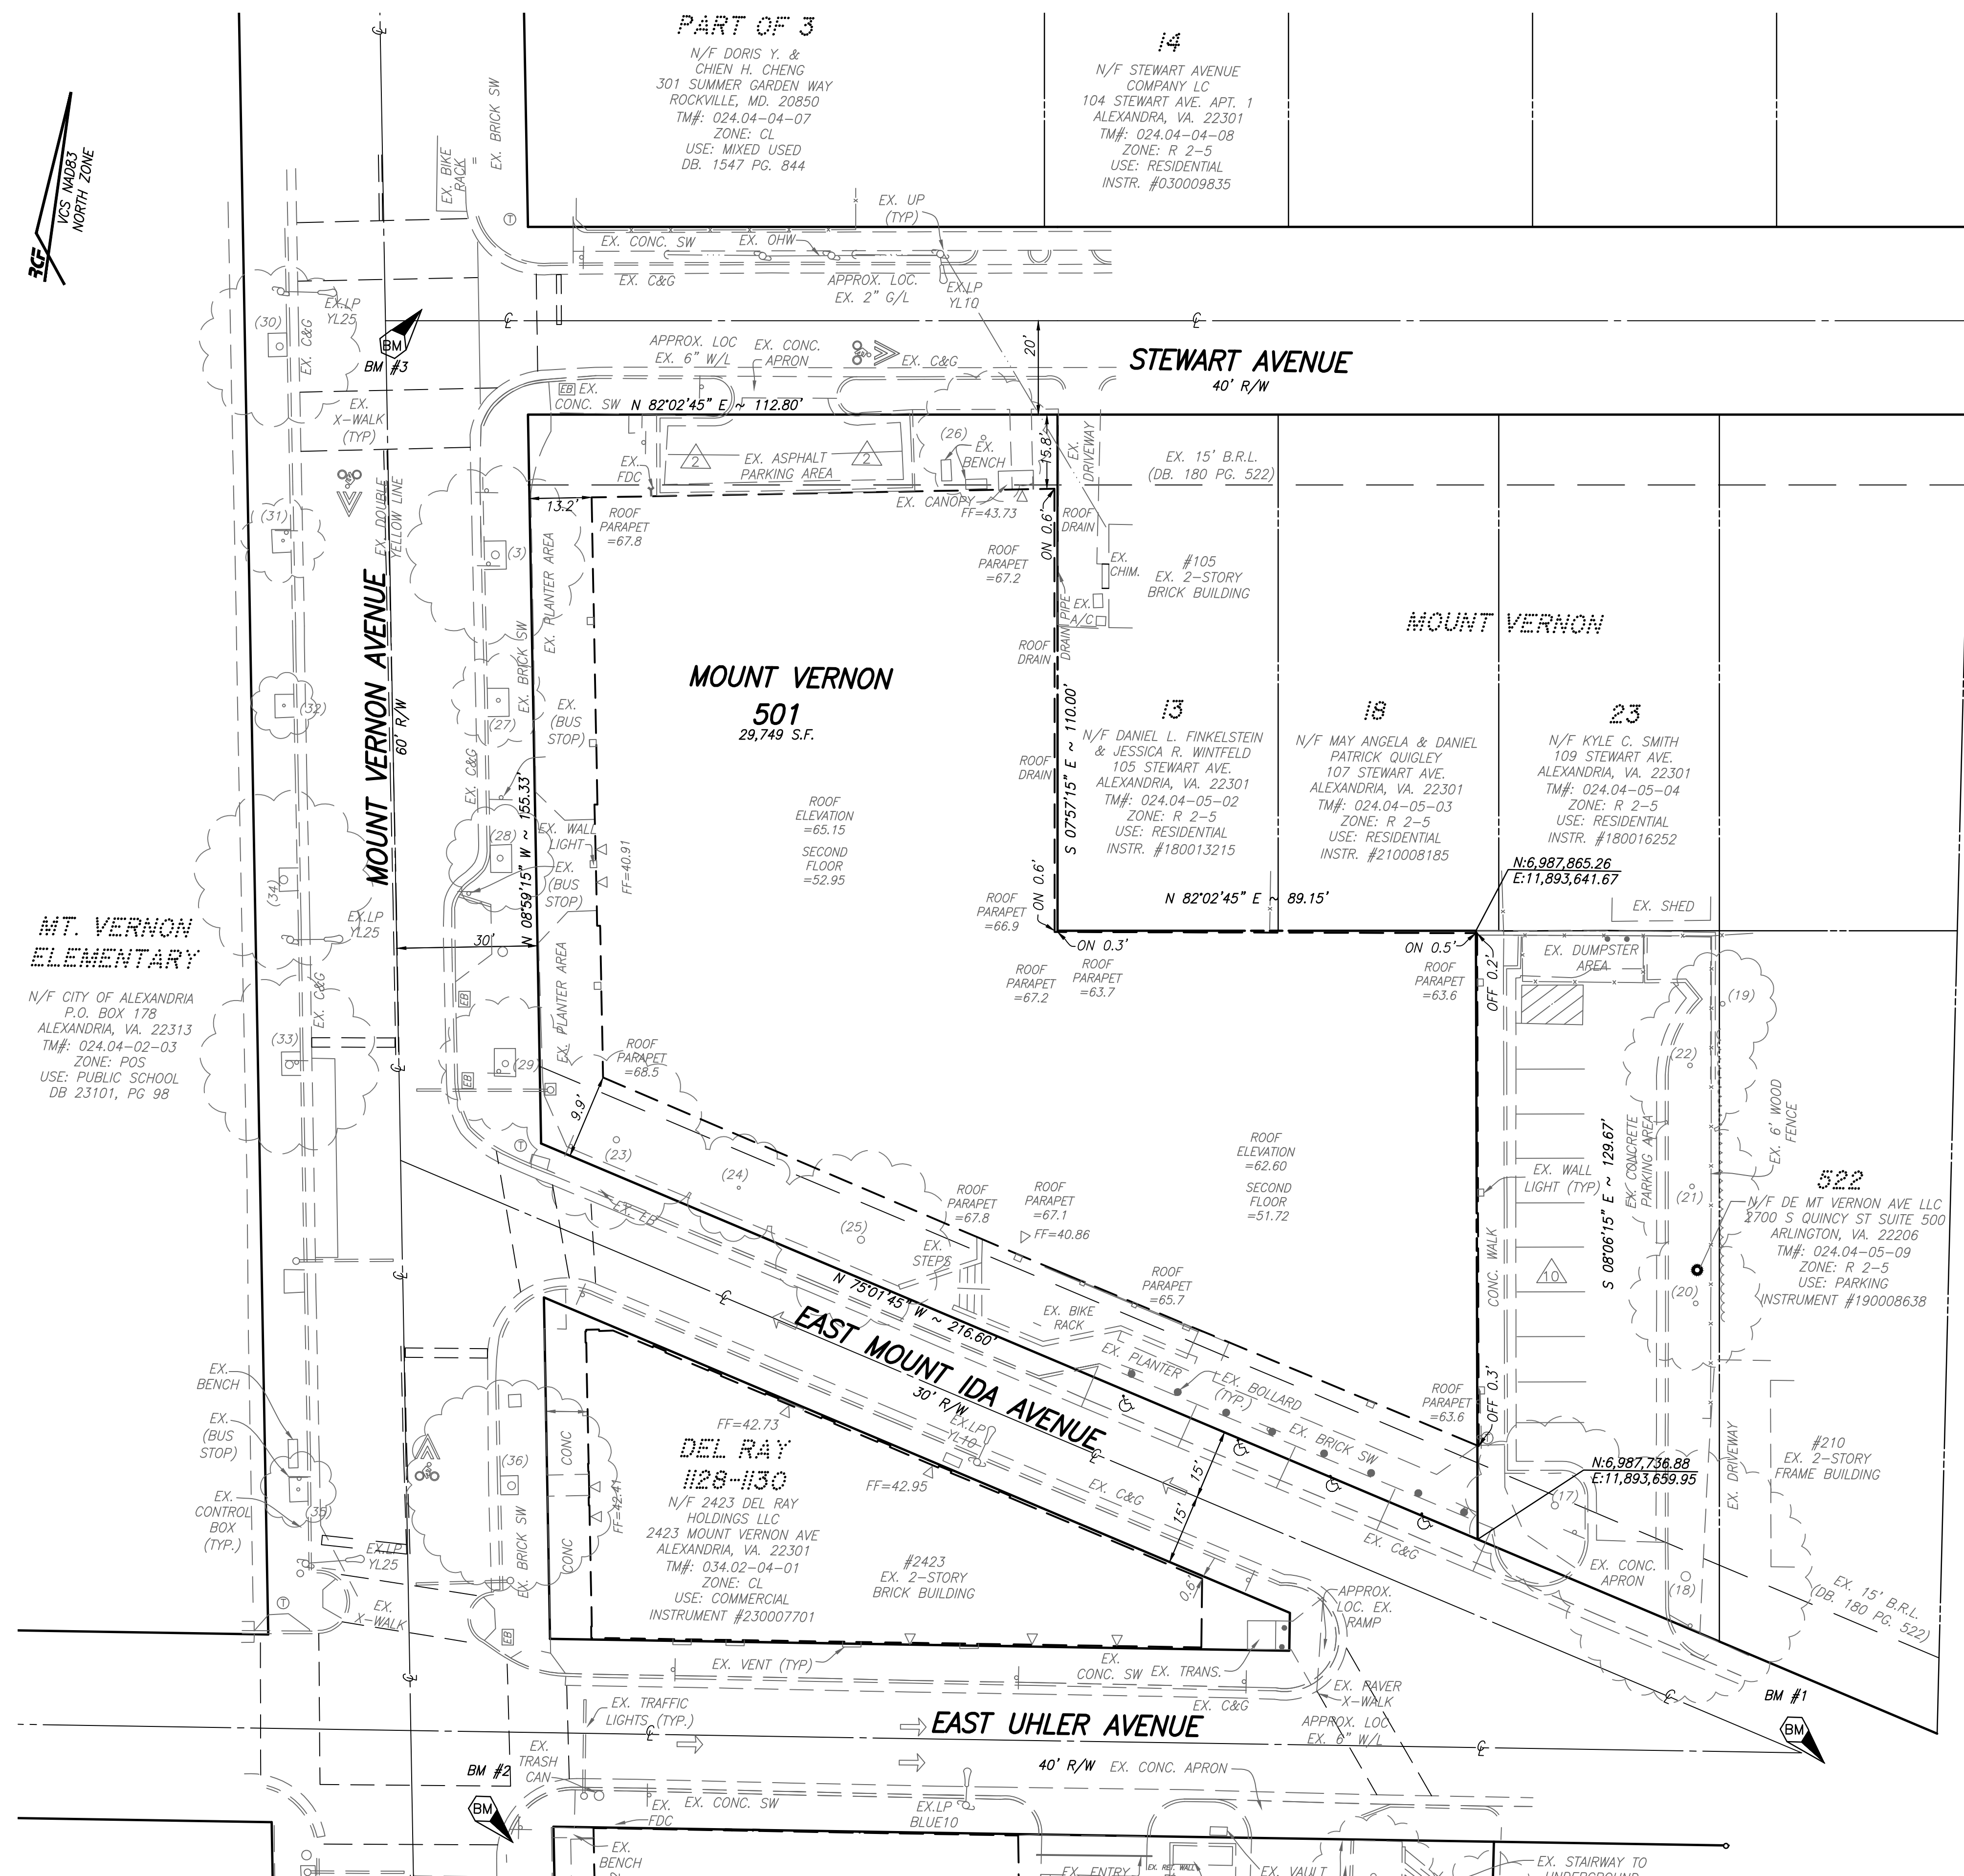 PART OF 3
N/F DORIS Y. &
CHIEN H. CHENG
301 SUMMER GARDEN WAY
ROCKVILLE, MD. 20850
TM#: 024.04-04-07
ZONE: CL
USE: MIXED USED
DB. 1547 PG. 844
14
N/F STEWART AVENUE
COMPANY LC
104 STEWART AVE. APT. 1
ALEXANDRA, VA. 22301
TM#: 024.04-04-08
ZONE: R 2-5
USE: RESIDENTIAL
INSTR. #030009835
VCS NAD83
NORTH ZONE
RCF
EX. BIKE
RACK
EX. BRICK SW
EX. UP
(TYP)
EX. CONC. SW
EX. OHW
EX. C&G
APPROX. LOC.
EX. 2" G/L
EX.LP
YL10
EX.LP
YL25
(30)
EX. C&G
BM
BM #3
APPROX. LOC
EX. 6" W/L
EX. CONC.
APRON
EX. C&G
20'
STEWART AVENUE
40' R/W
EB
EX.
CONC. SW
N 82°02'45" E ~ 112.80'
EX.
X-WALK
(TYP)
EX.
FDC
2
EX. ASPHALT
PARKING AREA
2
(26)
EX.
BENCH
15.8'
EX.
DRIVEWAY
EX. 15' B.R.L.
(DB. 180 PG. 522)
EX. CANOPY
FF=43.73
13.2'
ROOF
PARAPET
=67.8
ROOF
PARAPET
=67.2
ON 0.6'
ROOF
DRAIN
EX.
CHIM.
#105
EX. 2-STORY
BRICK BUILDING
EX.
A/C
DRAIN PIPE
EX. DOUBLE
YELLOW LINE
(31)
(3)
EX. PLANTER AREA
EX. BRICK SW
MOUNT VERNON AVENUE
60' R/W
(32)
(27)
EX.
(BUS
STOP)
EX. C&G
MOUNT VERNON
501
29,749 S.F.
ROOF
DRAIN
ROOF
DRAIN
S 07°57'15" E ~ 110.00'
MOUNT VERNON
13
N/F DANIEL L. FINKELSTEIN
& JESSICA R. WINTFELD
105 STEWART AVE.
ALEXANDRIA, VA. 22301
TM#: 024.04-05-02
ZONE: R 2-5
USE: RESIDENTIAL
INSTR. #180013215
18
N/F MAY ANGELA & DANIEL
PATRICK QUIGLEY
107 STEWART AVE.
ALEXANDRIA, VA. 22301
TM#: 024.04-05-03
ZONE: R 2-5
USE: RESIDENTIAL
INSTR. #210008185
23
N/F KYLE C. SMITH
109 STEWART AVE.
ALEXANDRIA, VA. 22301
TM#: 024.04-05-04
ZONE: R 2-5
USE: RESIDENTIAL
INSTR. #180016252
N:6,987,865.26
E:11,893,641.67
ROOF
ELEVATION
=65.15
SECOND
FLOOR
=52.95
N 08°59'15" W ~ 155.33'
(28)
EX. WALL
LIGHT
EX.
(BUS
STOP)
FF=40.91
(34)
EX.LP
YL25
30'
ROOF
PARAPET
=66.9
ON 0.6'
N 82°02'45" E ~ 89.15'
EX. SHED
ON 0.3'
ON 0.5'
OFF 0.2'
EX. DUMPSTER
AREA
ROOF
PARAPET
=67.2
ROOF
PARAPET
=63.7
ROOF
PARAPET
=63.6
MT. VERNON
ELEMENTARY
N/F CITY OF ALEXANDRIA
P.O. BOX 178
ALEXANDRIA, VA. 22313
TM#: 024.04-02-03
ZONE: POS
USE: PUBLIC SCHOOL
DB 23101, PG 98
EX. C&G
(33)
EB
EB
(29)
EX. PLANTER AREA
ROOF
PARAPET
=68.5
9.9'
(23)
(24)
(25)
EX. EB
(19)
(22)
EX. 6' WOOD
FENCE
S 08°06'15" E ~ 129.67'
EX. CONCRETE
PARKING AREA
EX. WALL
LIGHT (TYP)
(21)
(20)
10
CONC. WALK
522
N/F DE MT VERNON AVE LLC
2700 S QUINCY ST SUITE 500
ARLINGTON, VA. 22206
TM#: 024.04-05-09
ZONE: R 2-5
USE: PARKING
INSTRUMENT #190008638
ROOF
ELEVATION
=62.60
SECOND
FLOOR
=51.72
ROOF
PARAPET
=67.8
ROOF
PARAPET
=67.1
FF=40.86
EX.
STEPS
ROOF
PARAPET
=65.7
EX. BIKE
RACK
N 75°01'45" W ~ 216.60'
EAST MOUNT IDA AVENUE
30' R/W
EX. PLANTER
EX. BOLLARD
(TYP.)
EX. BRICK SW
ROOF
PARAPET
=63.6
OFF 0.3'
N:6,987,736.88
E:11,893,659.95
(17)
(18)
EX. DRIVEWAY
#210
EX. 2-STORY
FRAME BUILDING
EX. CONC.
APRON
EX. 15' B.R.L.
(DB. 180 PG. 522)
EX. C&G
EX. C&G
15'
15'
EX.LP
YL10
FF=42.73
FF=42.95
FF=42.41
DEL RAY
1128-1130
N/F 2423 DEL RAY
HOLDINGS LLC
2423 MOUNT VERNON AVE
ALEXANDRIA, VA. 22301
TM#: 034.02-04-01
ZONE: CL
USE: COMMERCIAL
INSTRUMENT #230007701
#2423
EX. 2-STORY
BRICK BUILDING
0.6'
CONC
CONC
(36)
EX. BRICK SW
EX.
BENCH
EX.
(BUS
STOP)
EX.
CONTROL
BOX
(TYP.)
(35)
EX.LP
YL25
EX.
X-WALK
EB
APPROX.
LOC. EX.
RAMP
EX. VENT (TYP)
EX.
CONC. SW
EX. TRANS.
EX. C&G
EX. PAVER
X-WALK
APPROX. LOC
EX. 6" W/L
EX. TRAFFIC
LIGHTS (TYP.)
EAST UHLER AVENUE
40' R/W
EX. CONC. APRON
BM #1
BM
BM #2
BM
EX.
TRASH
CAN
EX.
FDC
EX. CONC. SW
EX.LP
BLUE10
EX.
BENCH
EX. ENTRY
EX. RET. WALL
EX. VAULT
EX. STAIRWAY TO